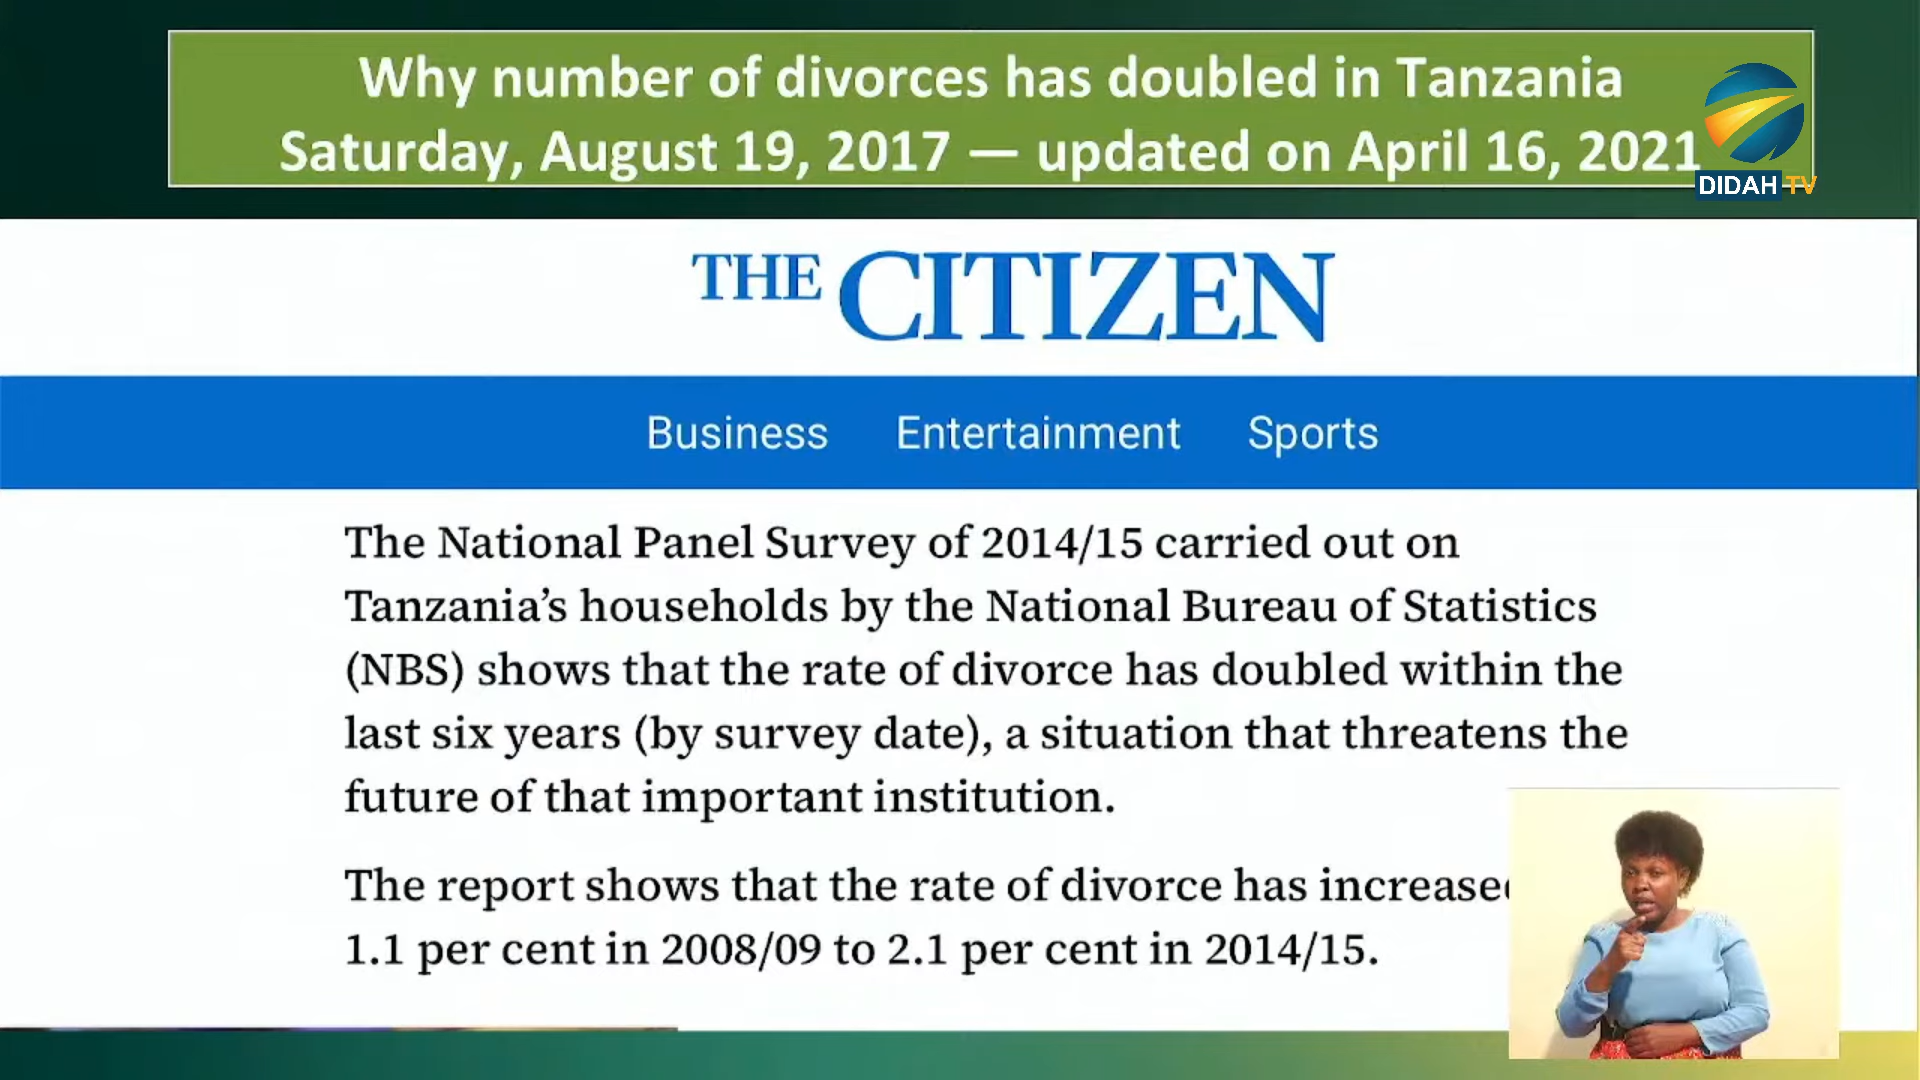 Why number of divorces has doubled in Tanzania
Saturday, August 19, 2017 — updated on April 16, 2021
DIDAH TV
THE CITIZEN
Business Entertainment Sports
The National Panel Survey of 2014/15 carried out on
Tanzania’s households by the National Bureau of Statistics
(NBS) shows that the rate of divorce has doubled within the
last six years (by survey date), a situation that threatens the
future of that important institution.
The report shows that the rate of divorce has increased
1.1 per cent in 2008/09 to 2.1 per cent in 2014/15.